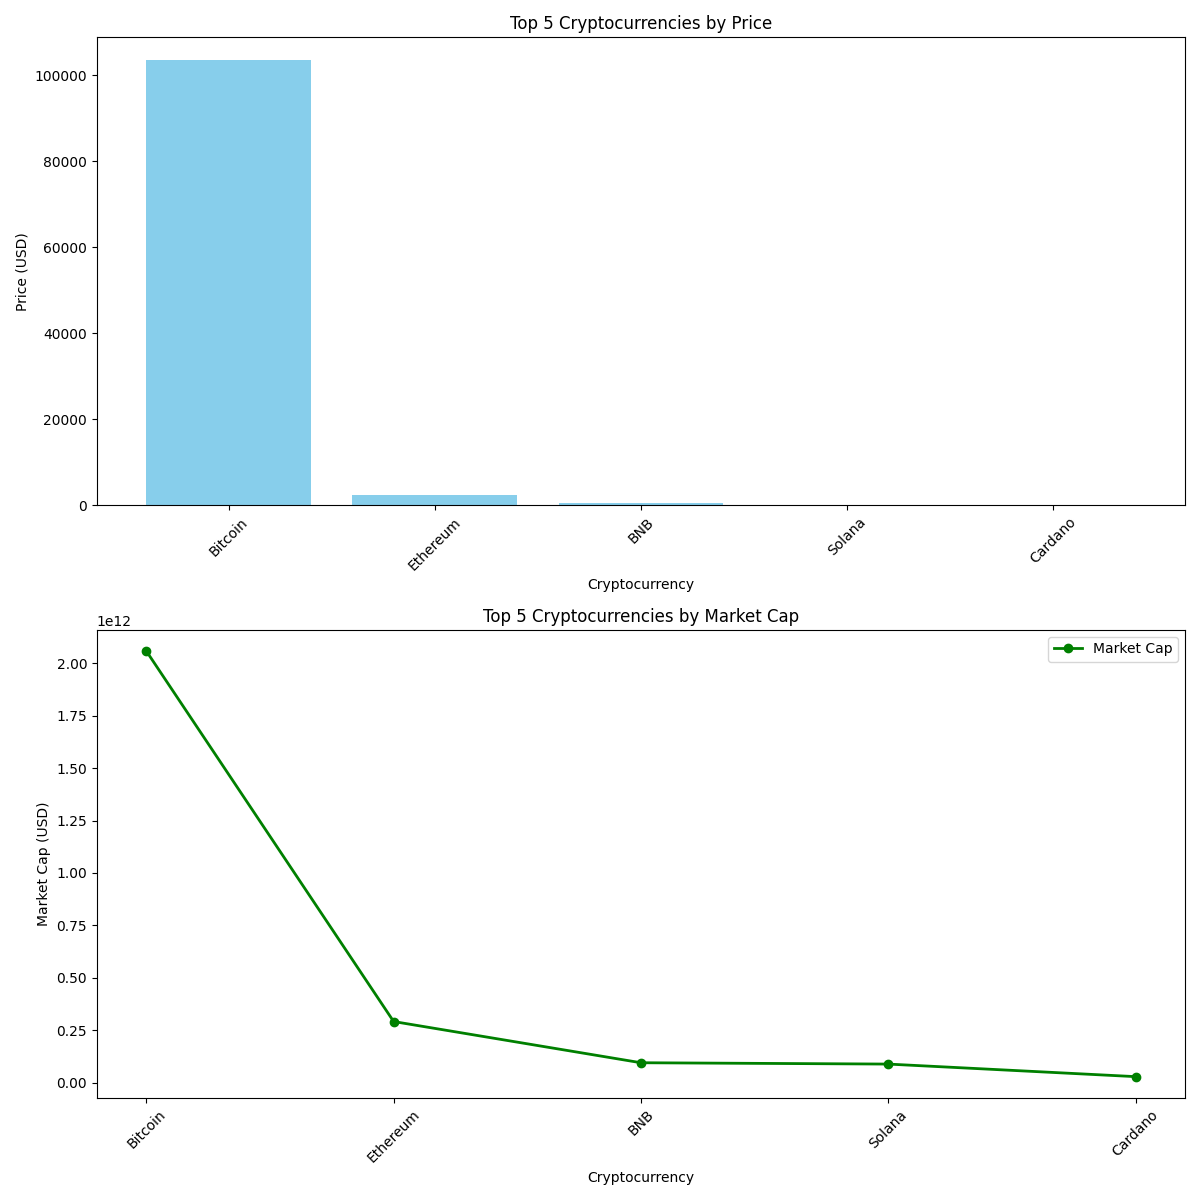 Top 5 Cryptocurrencies by Price
Price (USD)
100000
80000
60000
40000
20000
0
Bitcoin
Ethereum
BNB
Solana
Cardano
Cryptocurrency
Top 5 Cryptocurrencies by Market Cap
1e12
Market Cap
Market Cap (USD)
2.00
1.75
1.50
1.25
1.00
0.75
0.50
0.25
0.00
Bitcoin
Ethereum
BNB
Solana
Cardano
Cryptocurrency